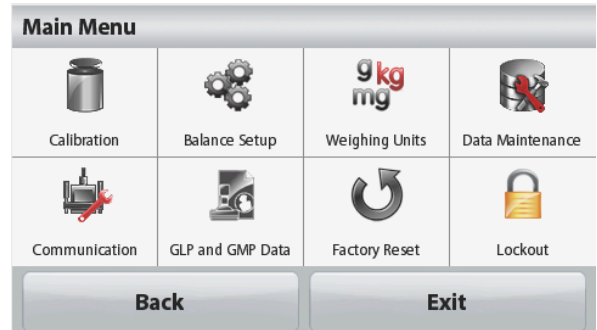 Main Menu
g kg
mg
Calibration
Balance Setup
Weighing Units
Data Maintenance
Communication
GLP and GMP Data
Factory Reset
Lockout
Back
Exit